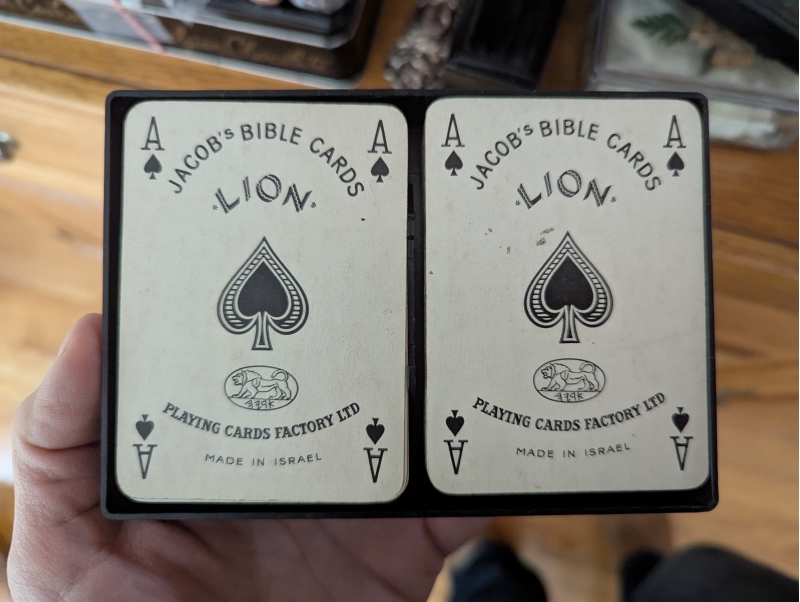 A A
JACOB'S BIBLE CARDS
·LION·
PLAYING CARDS FACTORY LTD
MADE IN ISRAEL
A A
A A
JACOB'S BIBLE CARDS
·LION·
PLAYING CARDS FACTORY LTD
MADE IN ISRAEL
A A